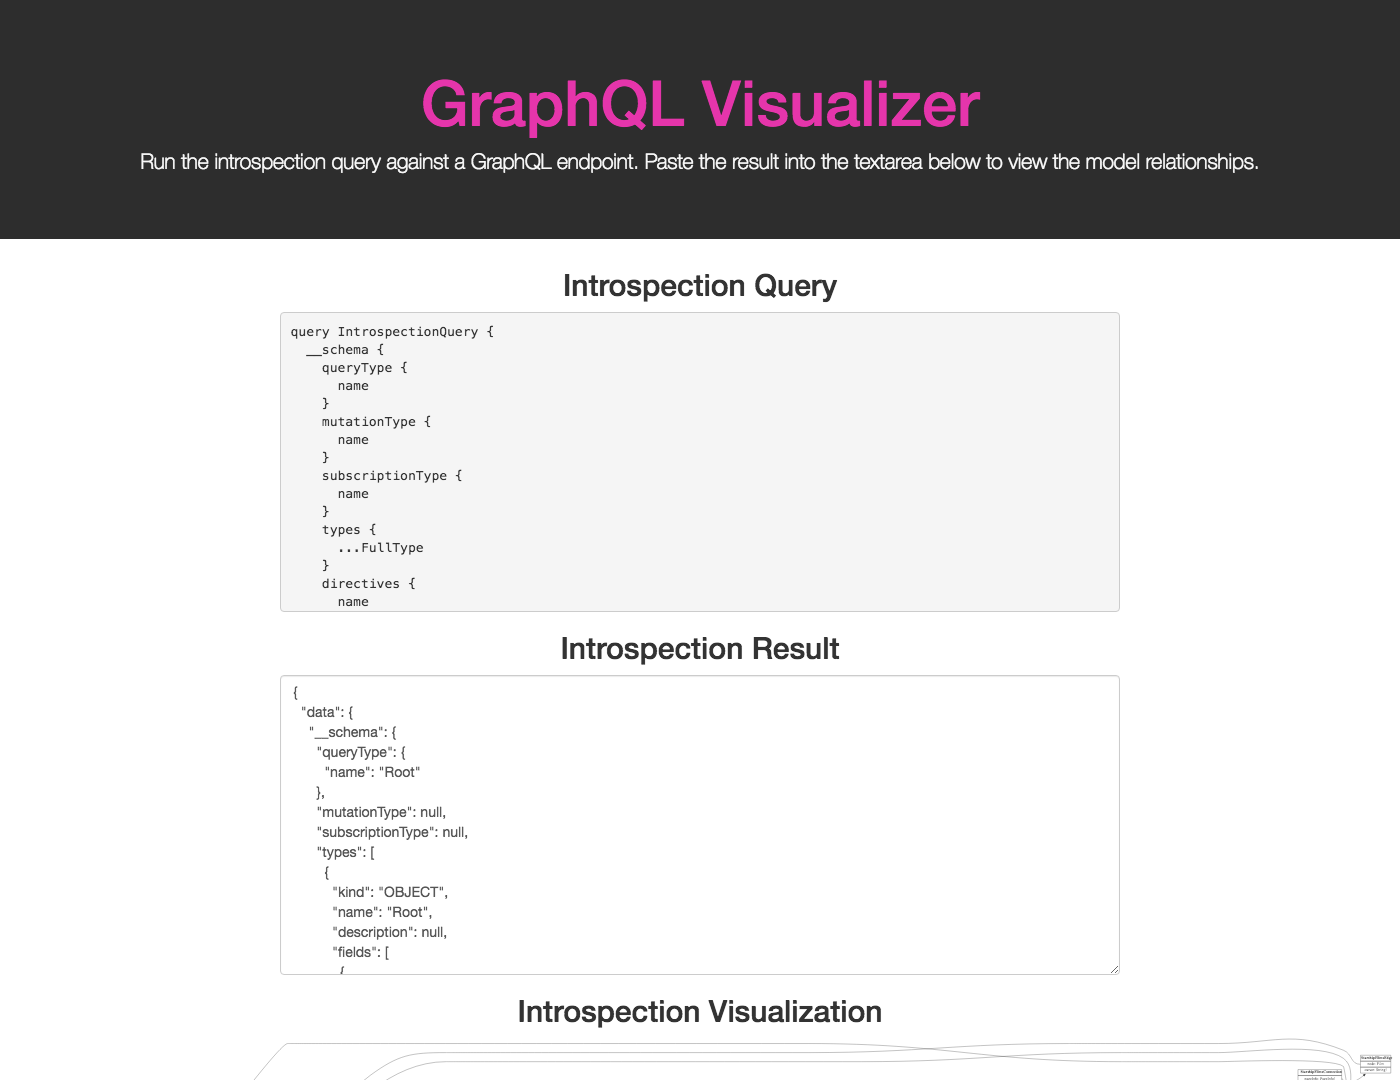 GraphQL Visualizer
Run the introspection query against a GraphQL endpoint. Paste the result into the textarea below to view the model relationships.
Introspection Query
query IntrospectionQuery {
  __schema {
    queryType {
      name
    }
    mutationType {
      name
    }
    subscriptionType {
      name
    }
    types {
      ...FullType
    }
    directives {
      name
Introspection Result
{
  "data": {
    "__schema": {
      "queryType": {
        "name": "Root"
      },
      "mutationType": null,
      "subscriptionType": null,
      "types": [
        {
          "kind": "OBJECT",
          "name": "Root",
          "description": null,
          "fields": [
            {
Introspection Visualization